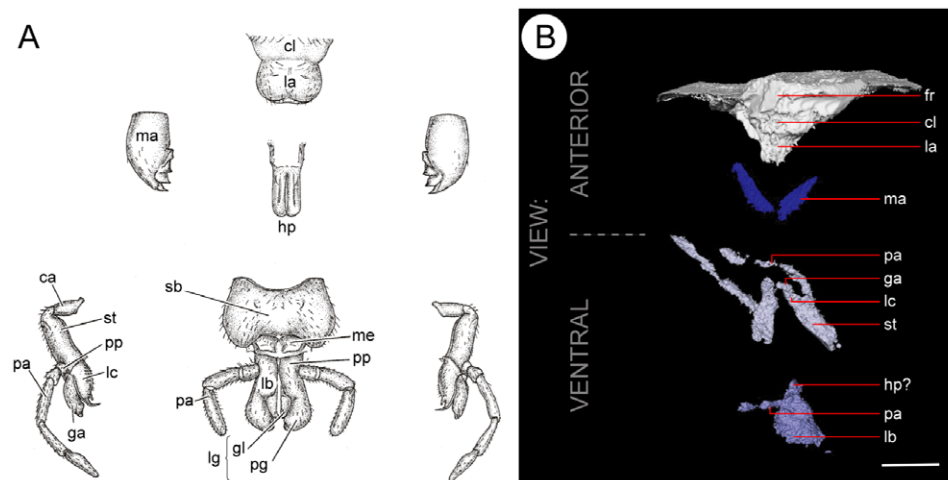 A
cl
la
ma
hp
ca
st
pp
pa
lc
ga
sb
me
pp
lb
pa
gl
lg
pg
B
VIEW:
ANTERIOR
VENTRAL
fr
cl
la
ma
pa
ga
lc
st
hp?
pa
lb